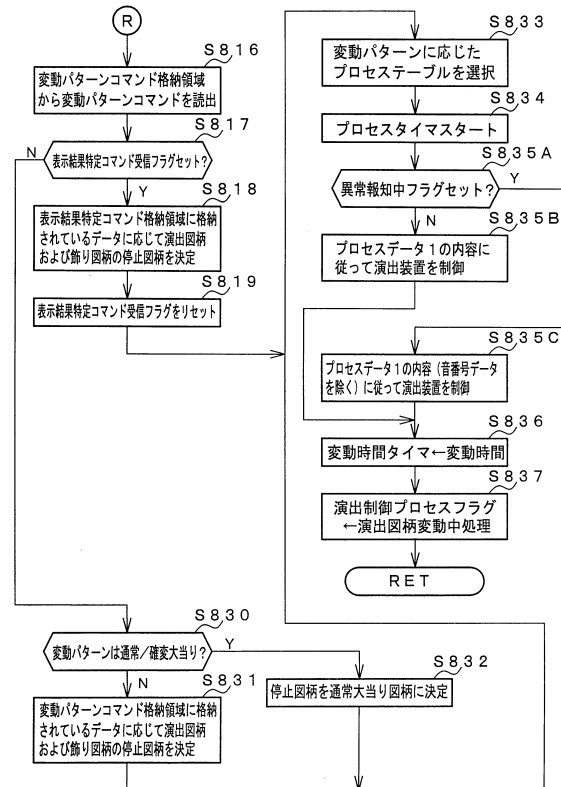 R
S816
変動パターンコマンド格納領域
から変動パターンコマンドを読出
S817
表示結果特定コマンド受信フラグセット?
N
Y
S818
表示結果特定コマンド格納領域に格納
されているデータに応じて演出図柄
および飾り図柄の停止図柄を決定
S819
表示結果特定コマンド受信フラグをリセット
S830
変動パターンは通常/確変大当り?
Y
N
S831
変動パターンコマンド格納領域に格納
されているデータに応じて演出図柄
および飾り図柄の停止図柄を決定
S832
停止図柄を通常大当り図柄に決定
S833
変動パターンに応じた
プロセステーブルを選択
S834
プロセスタイマスタート
S835A
異常報知中フラグセット?
Y
N
S835B
プロセスデータ1の内容に
従って演出装置を制御
S835C
プロセスデータ1の内容(音番号データ
を除く)に従って演出装置を制御
S836
変動時間タイマ←変動時間
S837
演出制御プロセスフラグ
←演出図柄変動中処理
RET